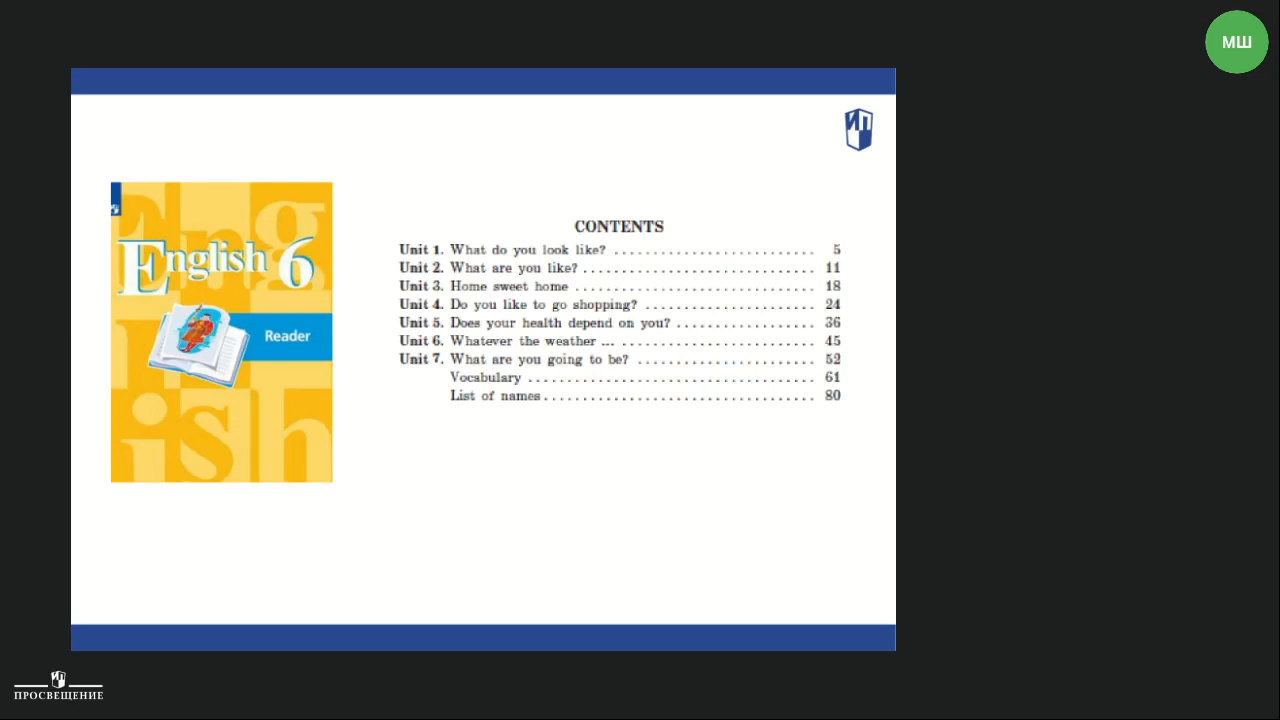 МШ
ИП
English 6
Reader
CONTENTS
Unit 1. What do you look like? ........................... 5
Unit 2. What are you like? .............................. 11
Unit 3. Home sweet home ............................... 18
Unit 4. Do you like to go shopping? ...................... 24
Unit 5. Does your health depend on you? .................. 36
Unit 6. Whatever the weather ... ......................... 45
Unit 7. What are you going to be? ....................... 52
Vocabulary ..................................... 61
List of names ................................... 80
ПРОСВЕЩЕНИЕ